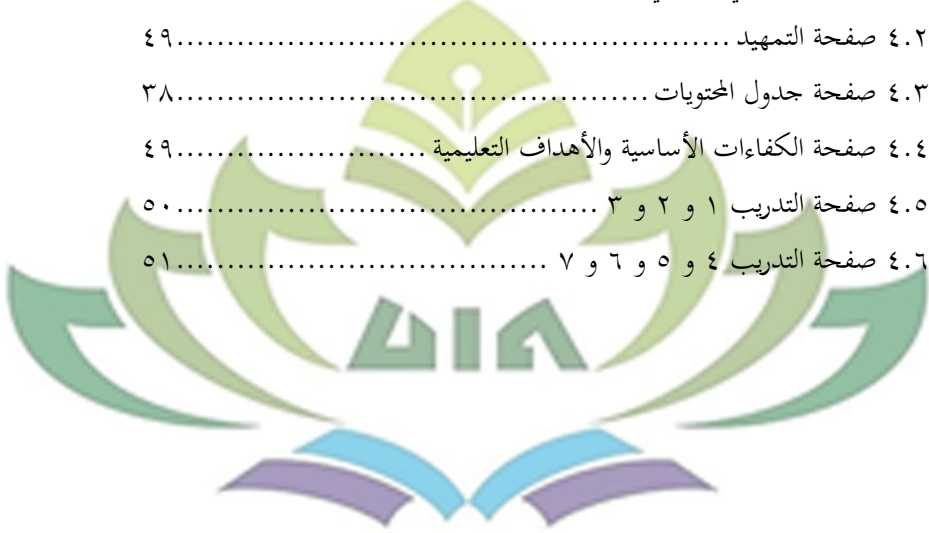 ٤.٢ صفحة التمهيد ......................................................٤٩
٤.٣ صفحة جدول المحتويات ..............................................٣٨
٤.٤ صفحة الكفاءات الأساسية والأهداف التعليمية ........................٤٩
٤.٥ صفحة التدريب ١ و ٢ و ٣ .........................................٥٠
٤.٦ صفحة التدريب ٤ و ٥ و ٦ و ٧ ....................................٥١